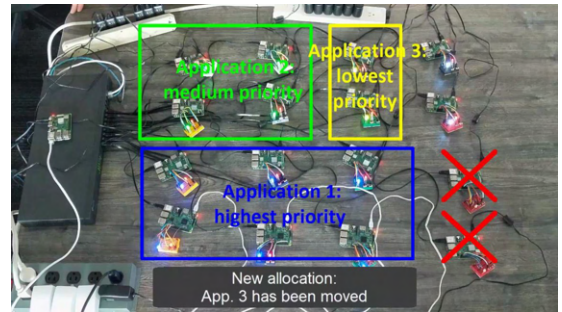 Application 2:
medium priority
Application 3:
lowest
priority
Application 1:
highest priority
New allocation:
App. 3 has been moved